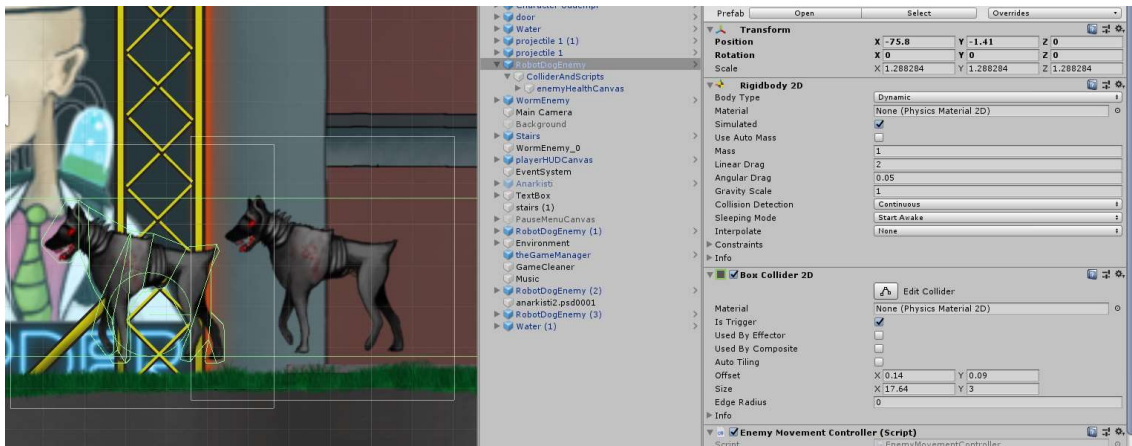 Prefab Open Select Overrides
door
Water
projectile 1 (1)
projectile 1
RobotDogEnemy
ColliderAndScripts
enemyHealthCanvas
WormEnemy
Main Camera
Background
Stairs
WormEnemy_0
playerHUDCanvas
EventSystem
Anarkisti
TextBox
stairs (1)
PauseMenuCanvas
RobotDogEnemy (1)
Environment
theGameManager
GameCleaner
Music
RobotDogEnemy (2)
anarkisti2.psd0001
RobotDogEnemy (3)
Water (1)
Transform
Position X -75.8 Y -1.41 Z 0
Rotation X 0 Y 0 Z 0
Scale X 1.288284 Y 1.288284 Z 1.288284
Rigidbody 2D
Body Type Dynamic
Material None (Physics Material 2D)
Simulated
Use Auto Mass
Mass 1
Linear Drag 2
Angular Drag 0.05
Gravity Scale 1
Collision Detection Continuous
Sleeping Mode Start Awake
Interpolate None
Constraints
Info
Box Collider 2D
Edit Collider
Material None (Physics Material 2D)
Is Trigger
Used By Effector
Used By Composite
Auto Tiling
Offset X 0.14 Y 0.09
Size X 17.64 Y 3
Edge Radius 0
Info
Enemy Movement Controller (Script)
Script EnemyMovementController